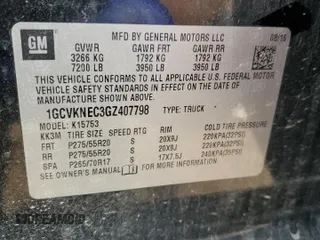 GM
MFD BY GENERAL MOTORS LLC
08/16
GVWR GAWR FRT GAWR RR
3266 KG 1792 KG 1792 KG
7200 LB 3950 LB 3950 LB
THIS VEHICLE CONFORMS TO ALL APPLICABLE U.S. FEDERAL MOTOR
VEHICLE SAFETY STANDARDS IN EFFECT ON THE DATE OF
MANUFACTURE SHOWN ABOVE.
1GCVKNEC3GZ407798 TYPE: TRUCK
MODEL: K15753
KK3M TIRE SIZE SPEED RTG RIM COLD TIRE PRESSURE
FRT P275/55R20 S 20X9J 220KPA(32PSI)
RR P275/55R20 S 20X9J 220KPA(32PSI)
SPA P255/70R17 S 17X7.5J 240KPA(35PSI)
SEE OWNER'S MANUAL FOR ADDITIONAL INFORMATION.